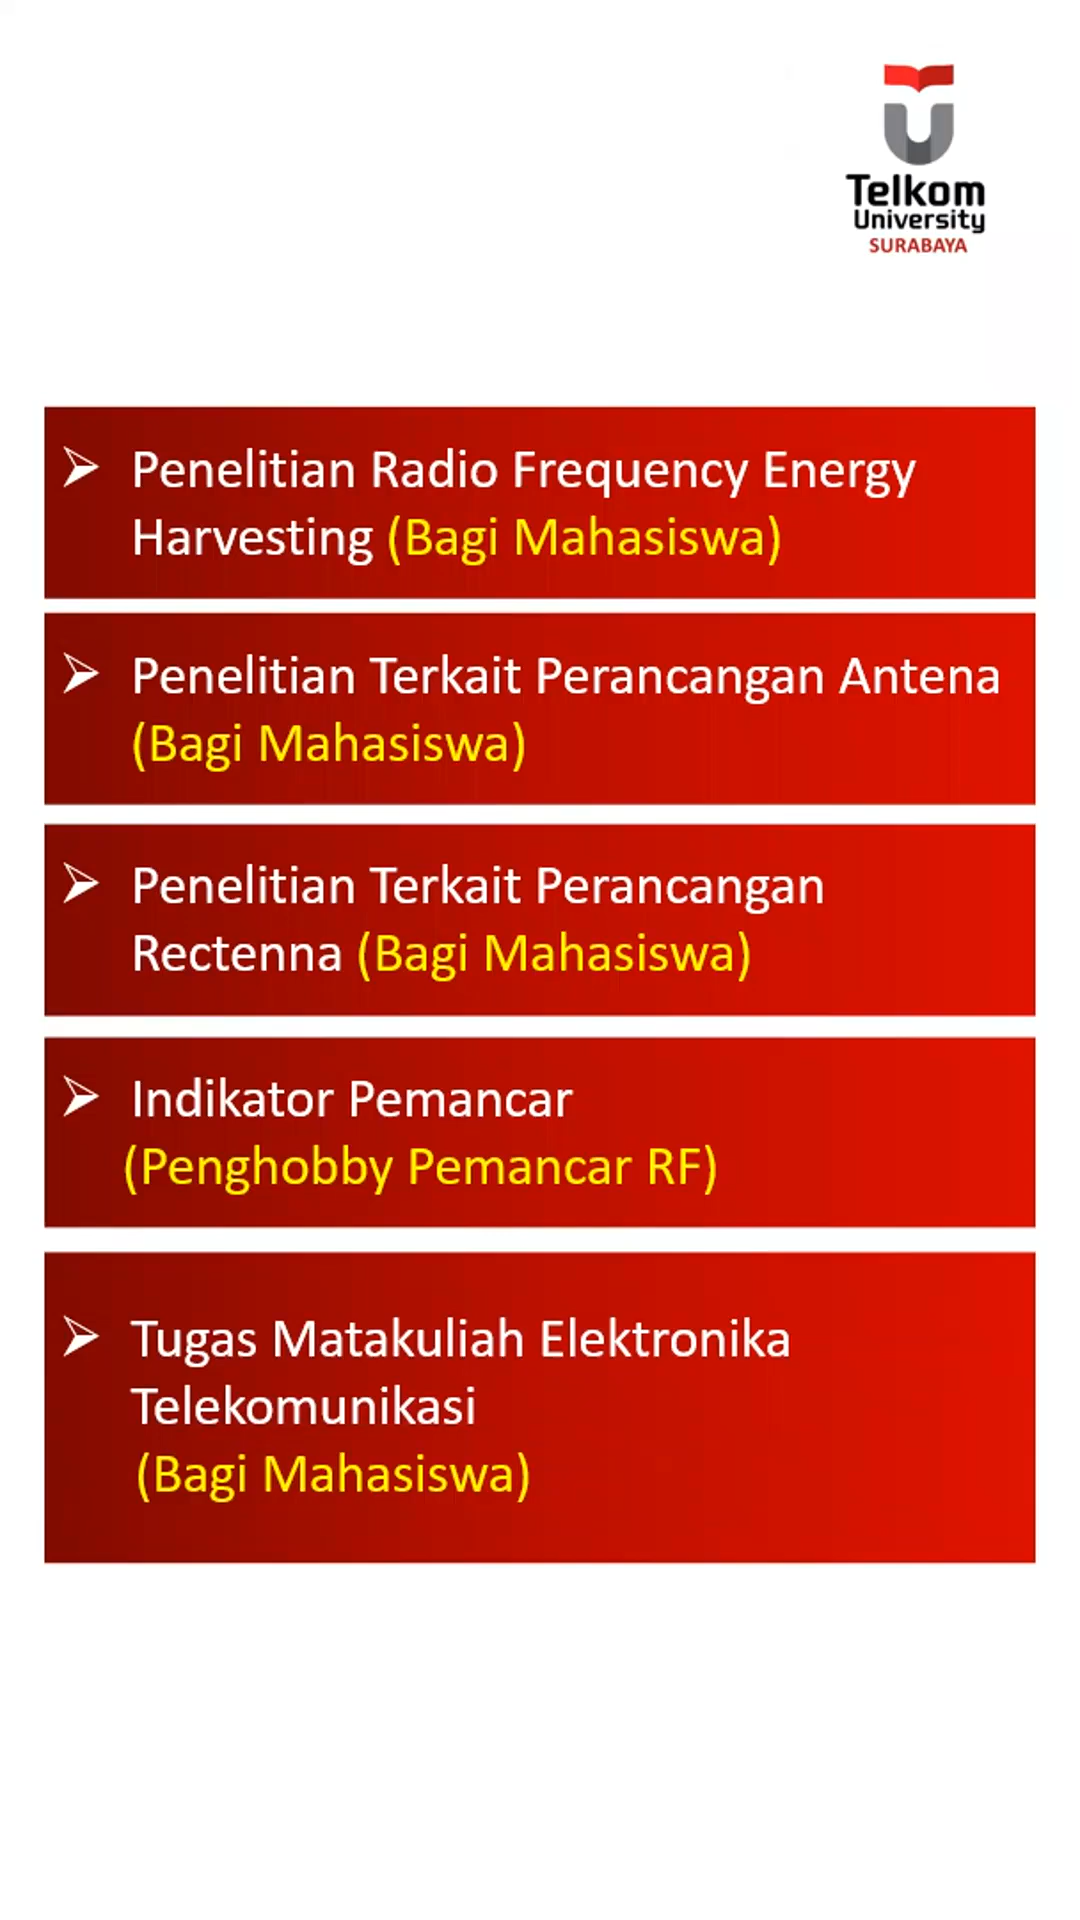 Telkom
University
SURABAYA
➢ Penelitian Radio Frequency Energy
Harvesting (Bagi Mahasiswa)
➢ Penelitian Terkait Perancangan Antena
(Bagi Mahasiswa)
➢ Penelitian Terkait Perancangan
Rectenna (Bagi Mahasiswa)
➢ Indikator Pemancar
(Penghobby Pemancar RF)
➢ Tugas Matakuliah Elektronika
Telekomunikasi
(Bagi Mahasiswa)